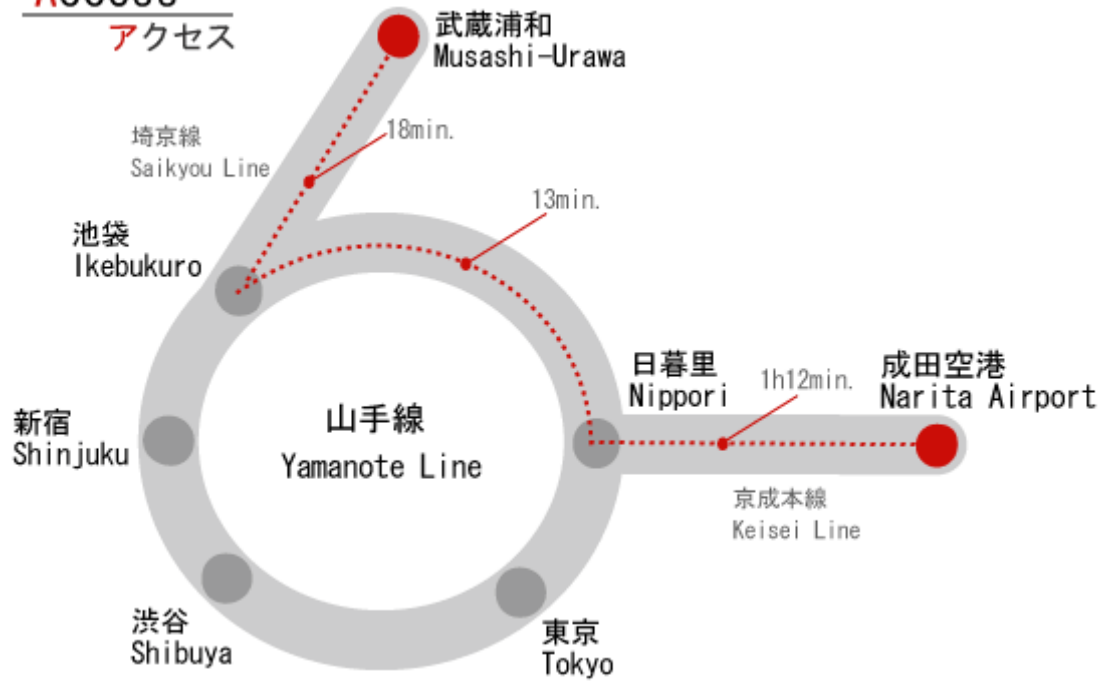 アクセス
武蔵浦和
Musashi-Urawa
埼京線
Saikyou Line
18min.
13min.
池袋
Ikebukuro
日暮里
Nippori
1h12min.
成田空港
Narita Airport
新宿
Shinjuku
山手線
Yamanote Line
京成本線
Keisei Line
渋谷
Shibuya
東京
Tokyo